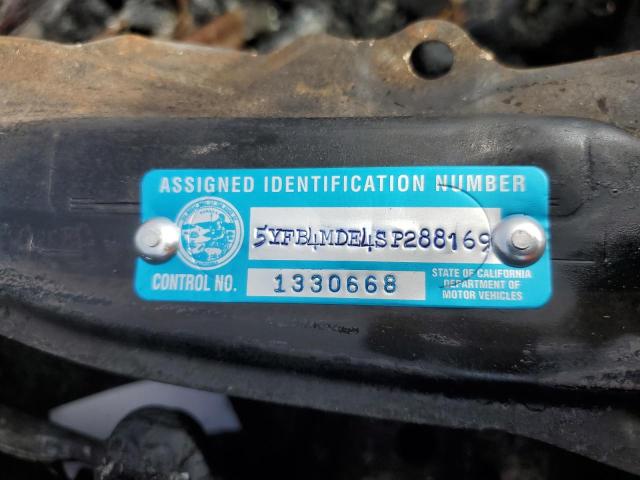 ASSIGNED IDENTIFICATION NUMBER
5YFB4MDE4SP288169
CONTROL NO.
1330668
STATE OF CALIFORNIA
DEPARTMENT OF
MOTOR VEHICLES